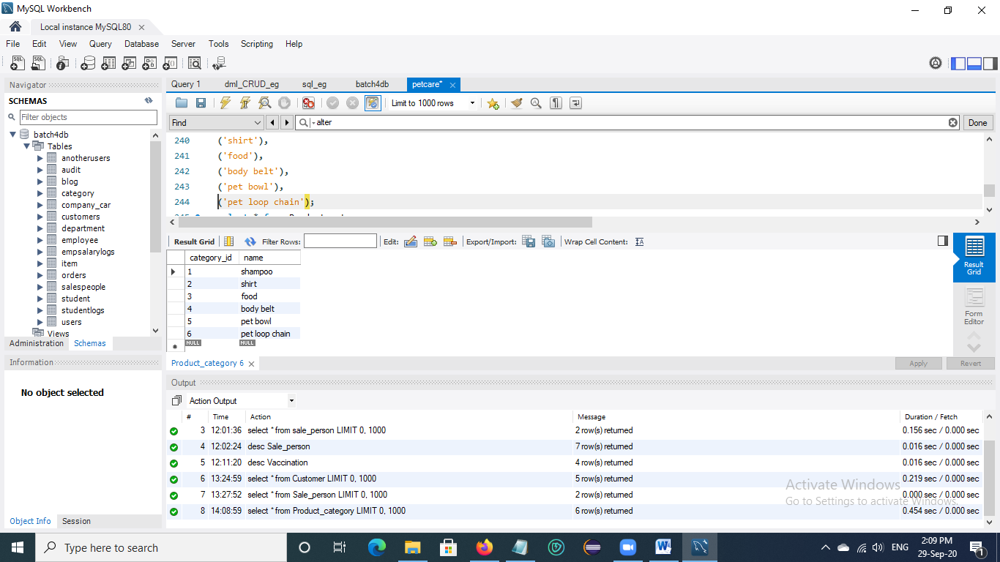 MySQL Workbench
Local instance MySQL80
File Edit View Query Database Server Tools Scripting Help
Navigator
SCHEMAS
Filter objects
batch4db
Tables
anotherusers
audit
blog
category
company_car
customers
department
employee
empsalarylogs
item
orders
salespeople
student
studentlogs
users
Views
Administration Schemas
Information
No object selected
Object Info Session
Query 1 dml_CRUD_eg sql_eg batch4db petcare*
Limit to 1000 rows
Find alter Done
240 ('shirt'),
241 ('food'),
242 ('body belt'),
243 ('pet bowl'),
244 ('pet loop chain');
Result Grid Filter Rows: Edit: Export/Import: Wrap Cell Content:
category_id name
1 shampoo
2 shirt
3 food
4 body belt
5 pet bowl
6 pet loop chain
NULL NULL
Result Grid
Form Editor
Product_category 6
Apply Revert
Output
Action Output
# Time Action Message Duration / Fetch
3 12:01:36 select * from sale_person LIMIT 0, 1000 2 row(s) returned 0.156 sec / 0.000 sec
4 12:02:24 desc Sale_person 7 row(s) returned 0.016 sec / 0.000 sec
5 12:11:20 desc Vaccination 4 row(s) returned 0.016 sec / 0.000 sec
6 13:24:59 select * from Customer LIMIT 0, 1000 5 row(s) returned 0.219 sec / 0.000 sec
7 13:27:52 select * from Sale_person LIMIT 0, 1000 2 row(s) returned 0.000 sec / 0.000 sec
8 14:08:59 select * from Product_category LIMIT 0, 1000 6 row(s) returned 0.454 sec / 0.000 sec
Activate Windows
Go to Settings to activate Windows.
Type here to search
ENG
2:09 PM
29-Sep-20
1